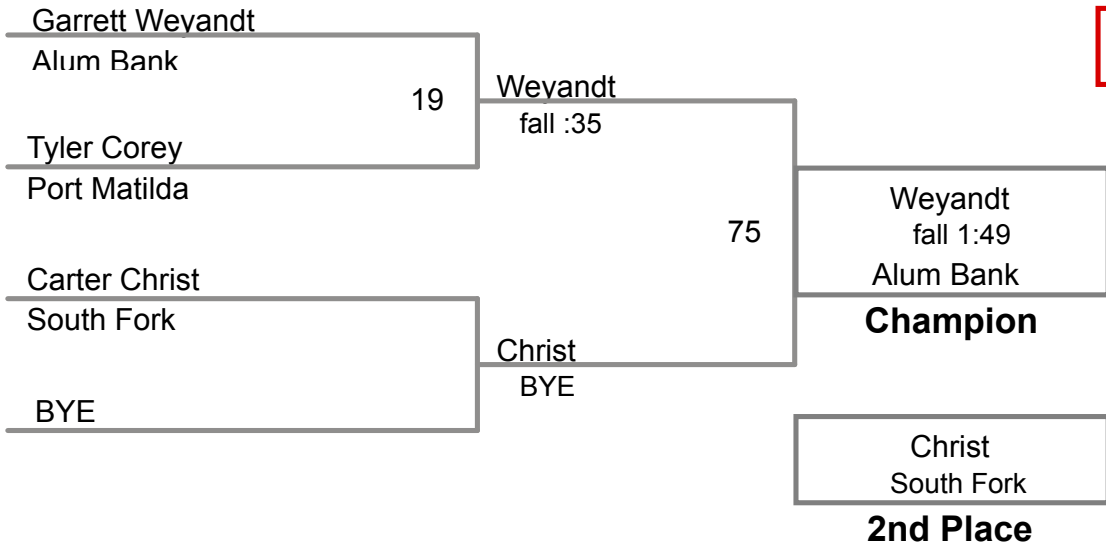 Garrett Weyandt
Alum Bank
19
Weyandt
fall :35
Tyler Corey
Port Matilda
75
Weyandt
fall 1:49
Alum Bank
Champion
Carter Christ
South Fork
Christ
BYE
BYE
Christ
South Fork
2nd Place